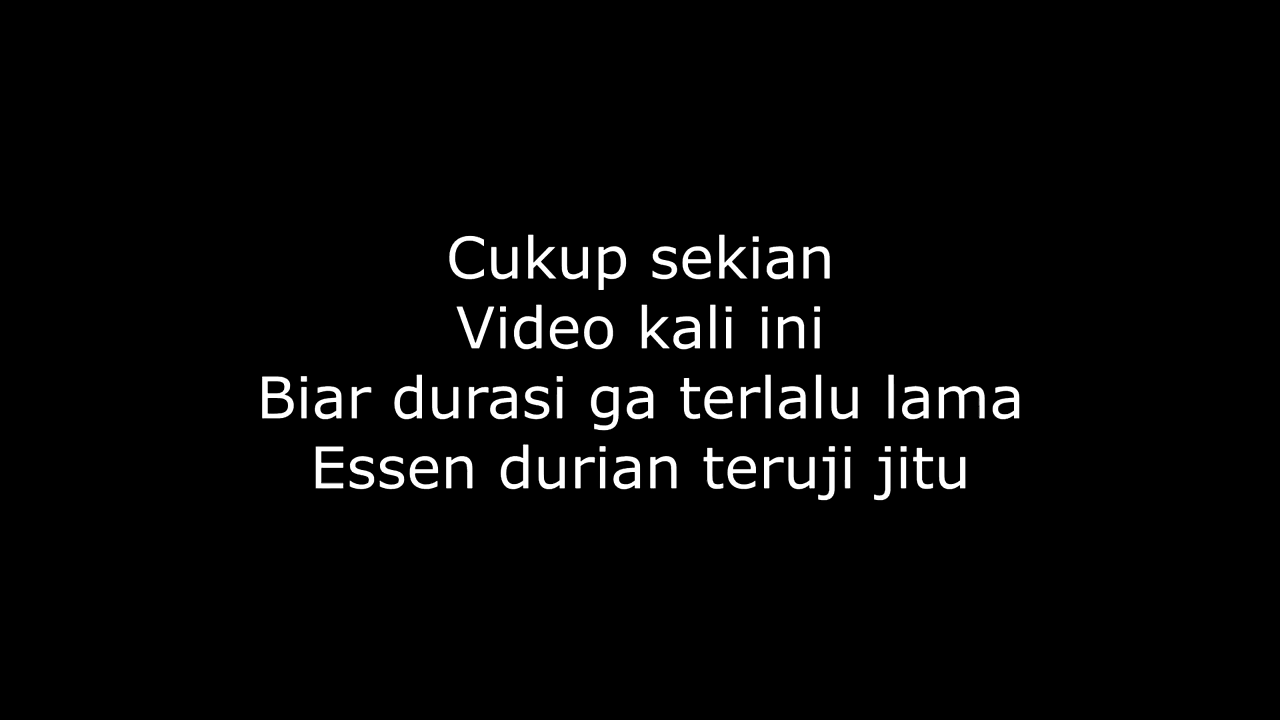 Cukup sekian
Video kali ini
Biar durasi ga terlalu lama
Essen durian teruji jitu